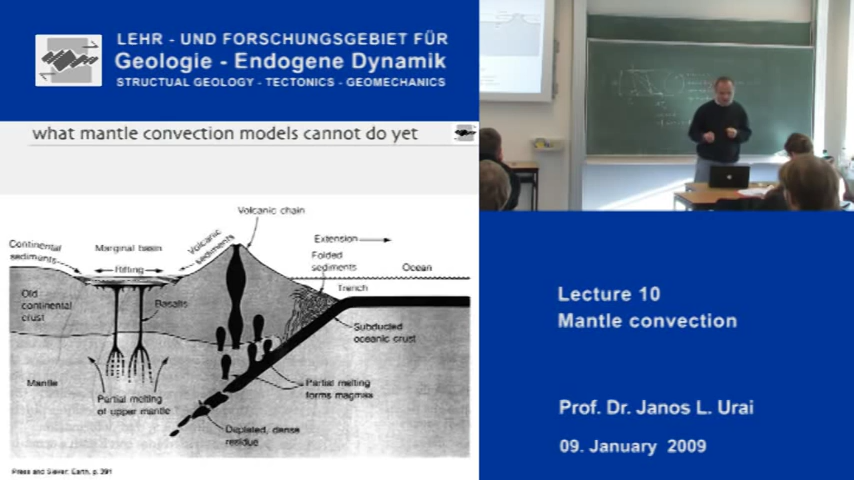 LEHR - UND FORSCHUNGSGEBIET FÜR
Geologie - Endogene Dynamik
STRUCTUAL GEOLOGY - TECTONICS - GEOMECHANICS
what mantle convection models cannot do yet
Volcanic chain
Continental
sediments
Marginal basin
Rifting
Volcanic
sediments
Extension
Folded
sediments
Ocean
Trench
Old
continental
crust
Basalts
Subducted
oceanic crust
Mantle
Partial melting
of upper mantle
Partial melting
forms magmas
Depleted, dense
residue
Press and Siever: Earth, p. 391
Lecture 10
Mantle convection
Prof. Dr. Janos L. Urai
09. January 2009